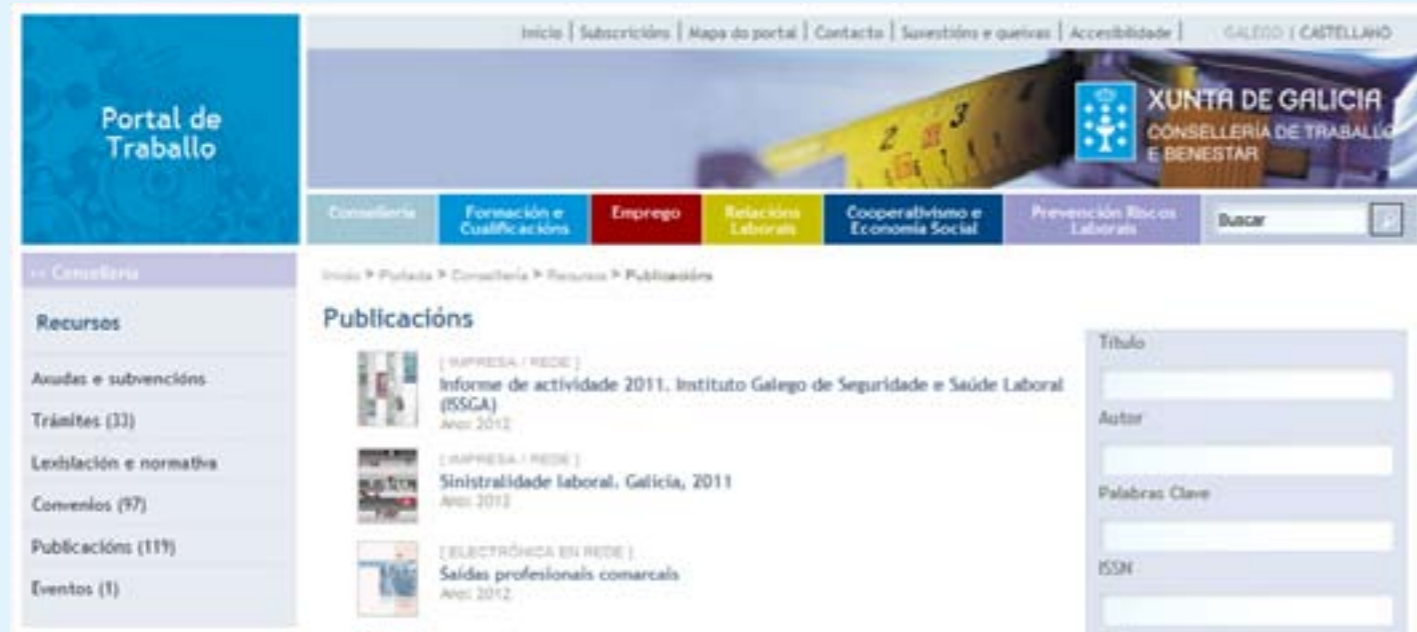 Inicio | Subscricións | Mapa do portal | Contacto | Suxestións e queixas | Accesibilidade | GALEGO | CASTELLANO
Portal de
Traballo
2 3 4
XUNTA DE GALICIA
CONSELLERÍA DE TRABALLO
E BENESTAR
Consellería
Formación e
Cualificacións
Emprego
Relacións
Laborais
Cooperativismo e
Economía Social
Prevención Riscos
Laborais
Buscar
<< Consellería
Recursos
Axudas e subvencións
Trámites (33)
Lexislación e normativa
Convenios (97)
Publicacións (119)
Eventos (1)
Inicio > Portada > Consellería > Recursos > Publicacións
Publicacións
[ IMPRESA / REDE ]
Informe de actividade 2011. Instituto Galego de Seguridade e Saúde Laboral
(ISSGA)
Ano: 2012
[ IMPRESA / REDE ]
Sinistralidade laboral. Galicia, 2011
Ano: 2012
[ ELECTRÓNICA EN REDE ]
Saídas profesionais comarcais
Ano: 2012
Título
Autor
Palabras Clave
ISSN